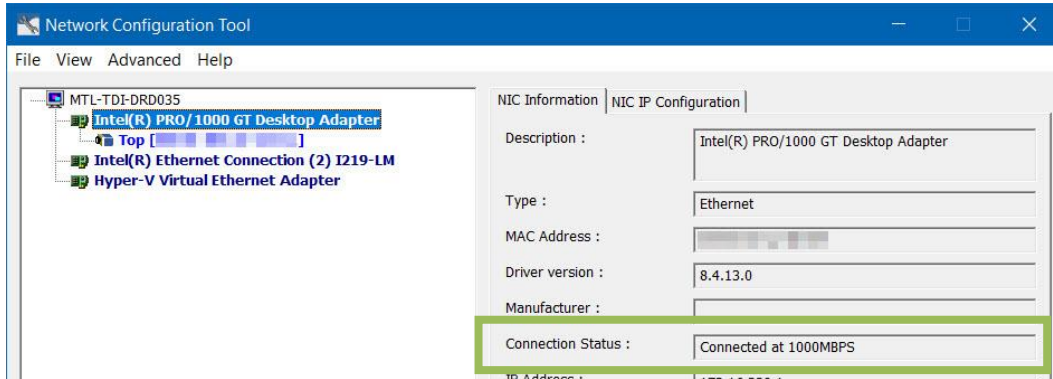 Network Configuration Tool
File View Advanced Help
MTL-TDI-DRD035
Intel(R) PRO/1000 GT Desktop Adapter
Top [ ]
Intel(R) Ethernet Connection (2) I219-LM
Hyper-V Virtual Ethernet Adapter
NIC Information NIC IP Configuration
Description : Intel(R) PRO/1000 GT Desktop Adapter
Type : Ethernet
MAC Address :
Driver version : 8.4.13.0
Manufacturer :
Connection Status : Connected at 1000MBPS
IP Address :